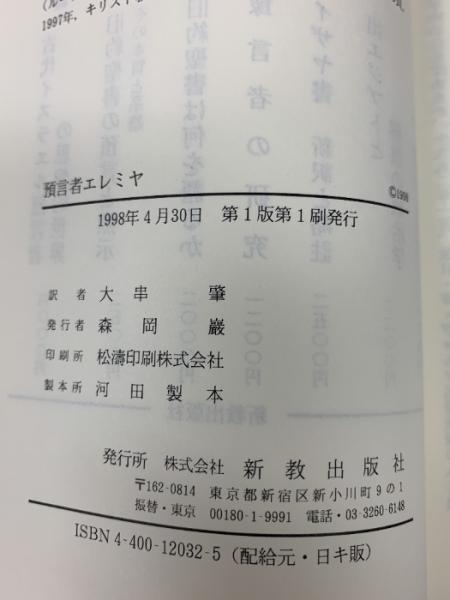 1997年，キリスト
預言者エレミヤ
©1998
1998年4月30日　第1版第1刷発行
訳者　大串　肇
発行者　森岡　巖
印刷所　松濤印刷株式会社
製本所　河田製本
発行所　株式会社　新教出版社
〒162-0814　東京都新宿区新小川町9の1
振替・東京　00180-1-9991　電話・03-3260-6148
ISBN4-400-12032-5（配給元・日キ販）